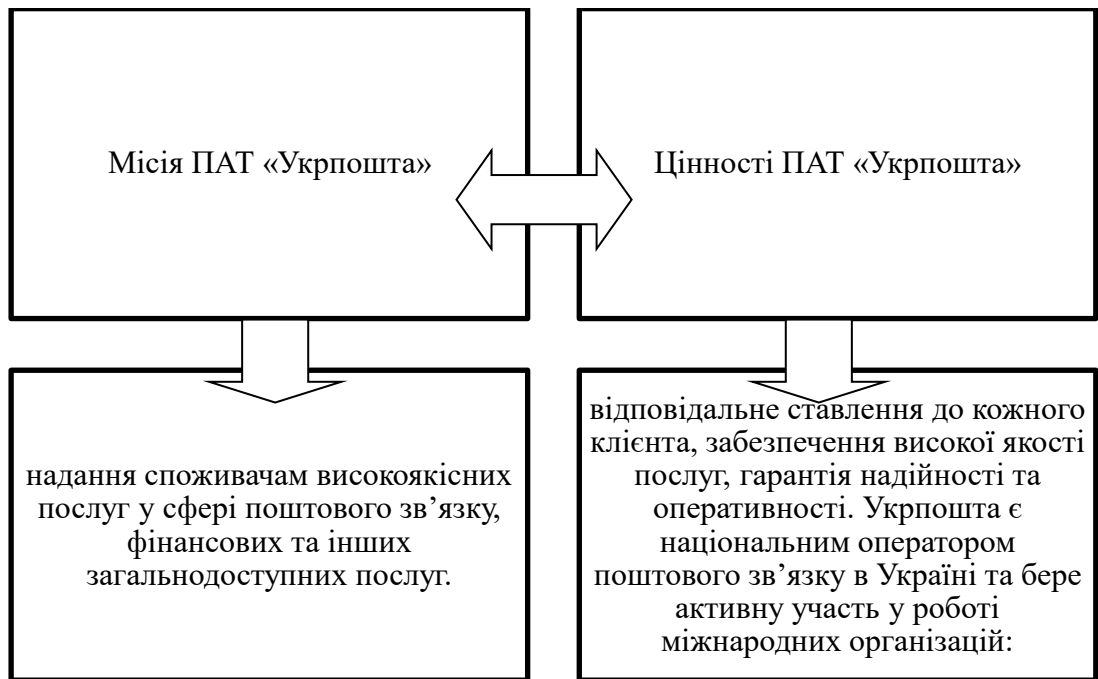 Місія ПАТ «Укрпошта»
Цінності ПАТ «Укрпошта»
надання споживачам високоякісних
послуг у сфері поштового зв’язку,
фінансових та інших
загальнодоступних послуг.
відповідальне ставлення до кожного
клієнта, забезпечення високої якості
послуг, гарантія надійності та
оперативності. Укрпошта є
національним оператором
поштового зв’язку в Україні та бере
активну участь у роботі
міжнародних організацій: